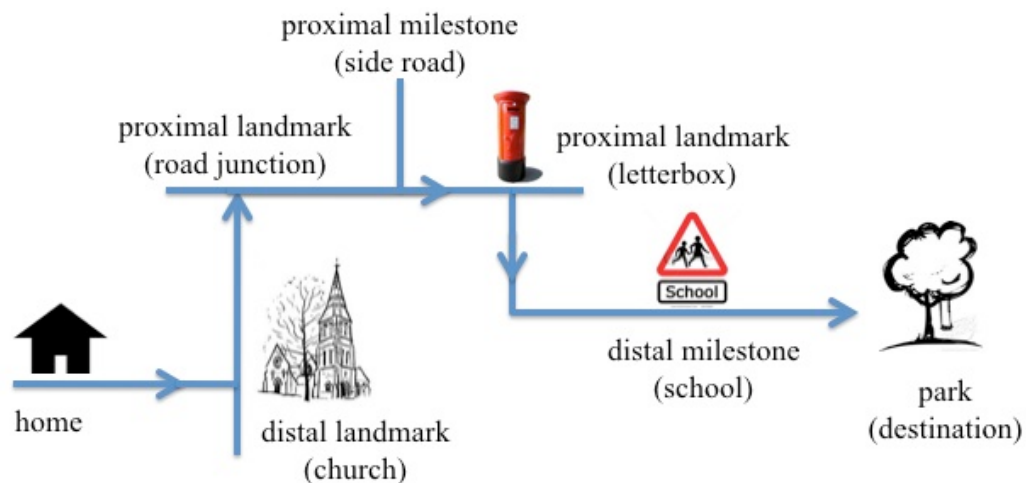 proximal milestone
(side road)
proximal landmark
(road junction)
proximal landmark
(letterbox)
School
distal milestone
(school)
home
distal landmark
(church)
park
(destination)